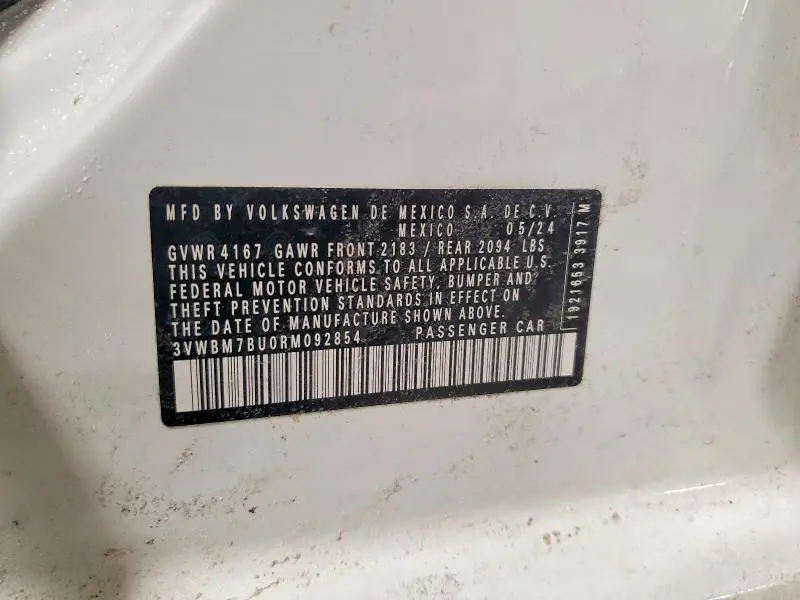 MFD BY VOLKSWAGEN DE MEXICO S.A. DE C.V.
MEXICO 05/24
GVWR 4167 GAWR FRONT 2183 / REAR 2094 LBS
THIS VEHICLE CONFORMS TO ALL APPLICABLE U.S.
FEDERAL MOTOR VEHICLE SAFETY, BUMPER AND
THEFT PREVENTION STANDARDS IN EFFECT ON
THE DATE OF MANUFACTURE SHOWN ABOVE.
3VWBM7BU0RM092854 PASSENGER CAR
1921653 3917 M